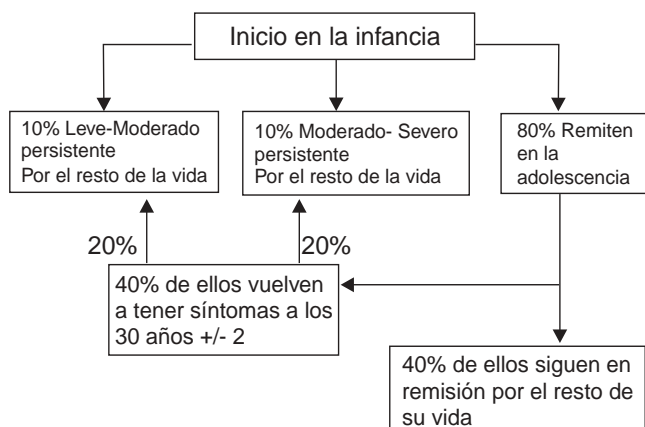 Inicio en la infancia
10% Leve-Moderado
persistente
Por el resto de la vida
10% Moderado- Severo
persistente
Por el resto de la vida
80% Remiten
en la
adolescencia
20%
20%
40% de ellos vuelven
a tener síntomas a los
30 años +/- 2
40% de ellos siguen en
remisión por el resto de
su vida